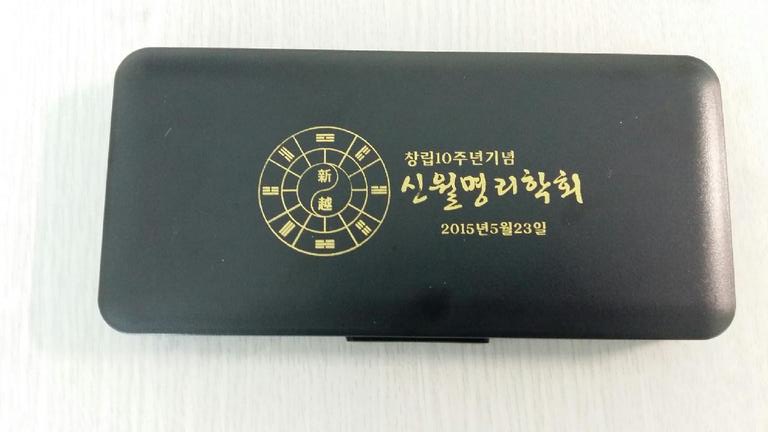 新
越
창립10주년기념
신월명리학회
2015년5월23일